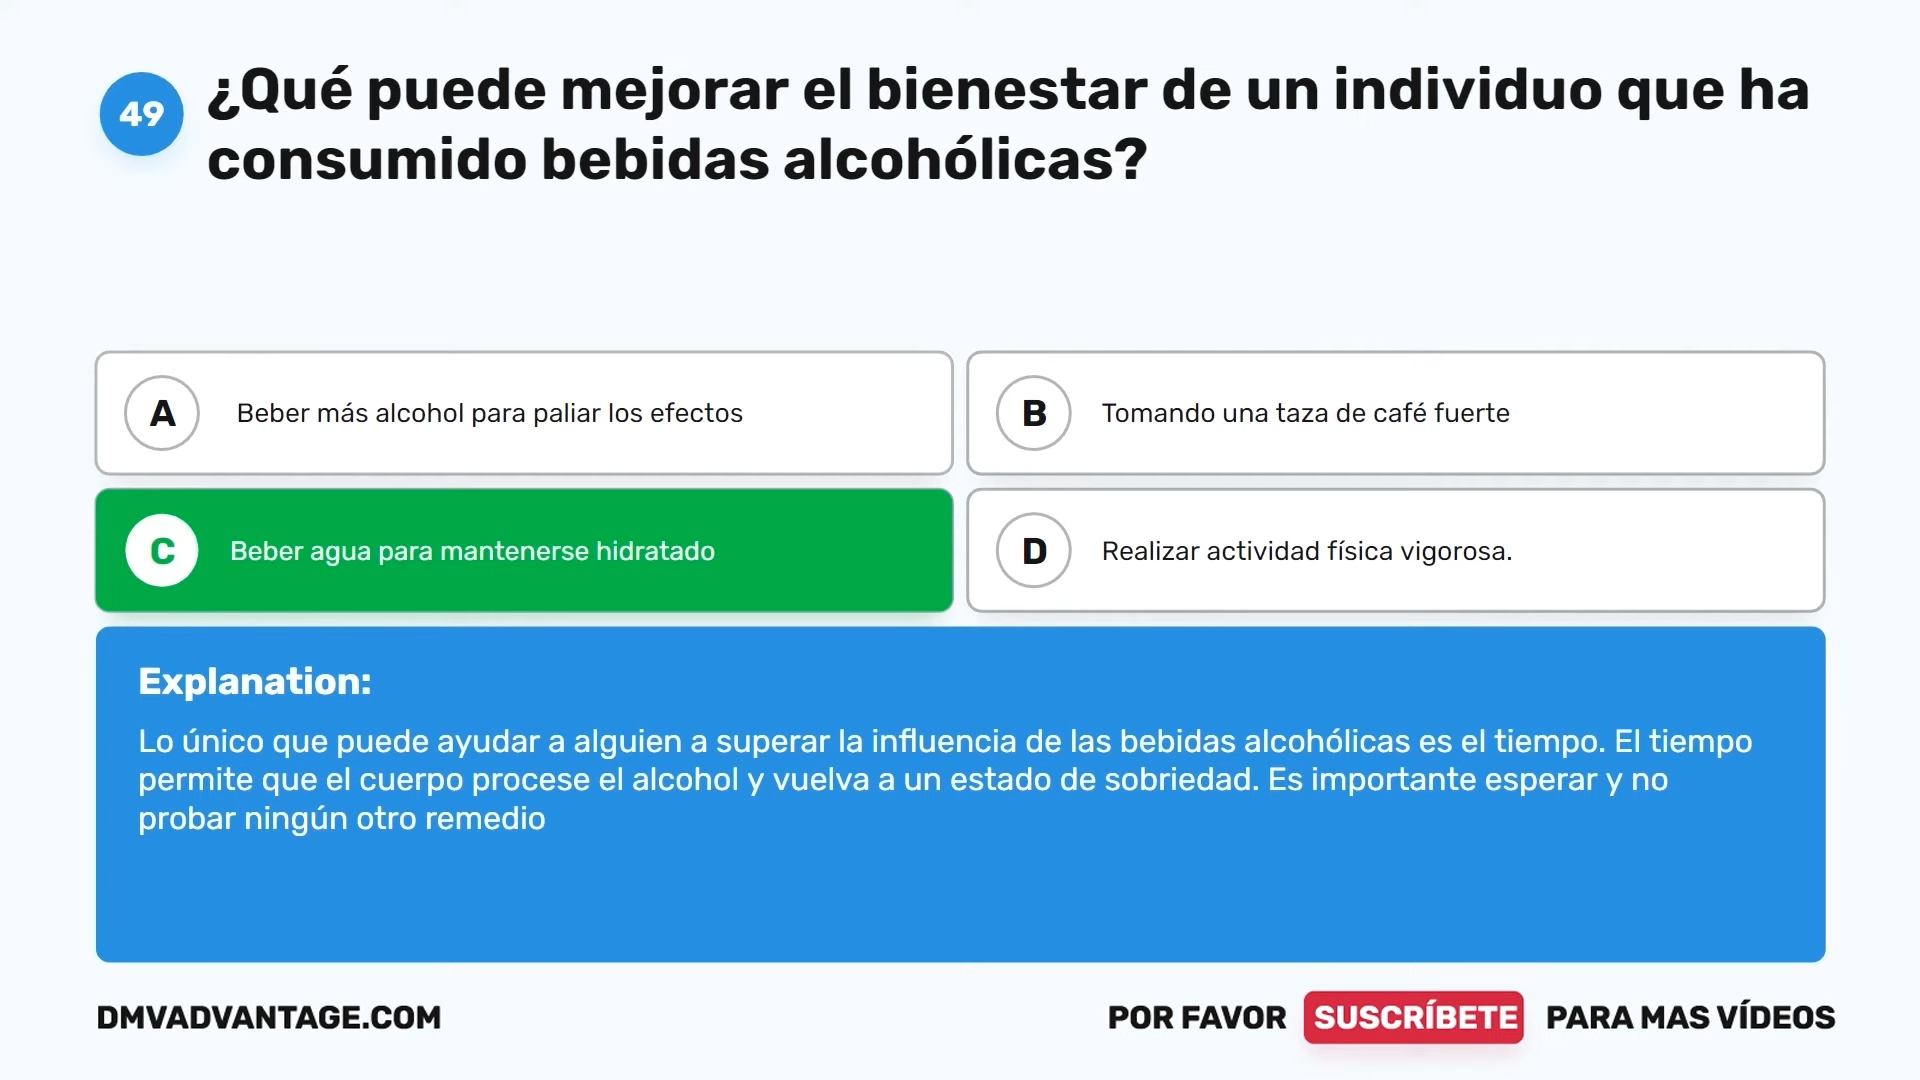 49
¿Qué puede mejorar el bienestar de un individuo que ha
consumido bebidas alcohólicas?
A Beber más alcohol para paliar los efectos
B Tomando una taza de café fuerte
C Beber agua para mantenerse hidratado
D Realizar actividad física vigorosa.
Explanation:
Lo único que puede ayudar a alguien a superar la influencia de las bebidas alcohólicas es el tiempo. El tiempo
permite que el cuerpo procese el alcohol y vuelva a un estado de sobriedad. Es importante esperar y no
probar ningún otro remedio
DMVADVANTAGE.COM
POR FAVOR SUSCRÍBETE PARA MAS VÍDEOS